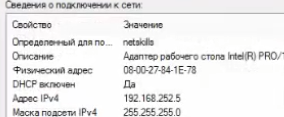 Сведения о подключении к сети:
Свойство Значение
Определенный для по... netskills
Описание Адаптер рабочего стола Intel(R) PRO/1
Физический адрес 08-00-27-84-1E-78
DHCP включен Да
Адрес IPv4 192.168.252.5
Маска подсети IPv4 255.255.255.0